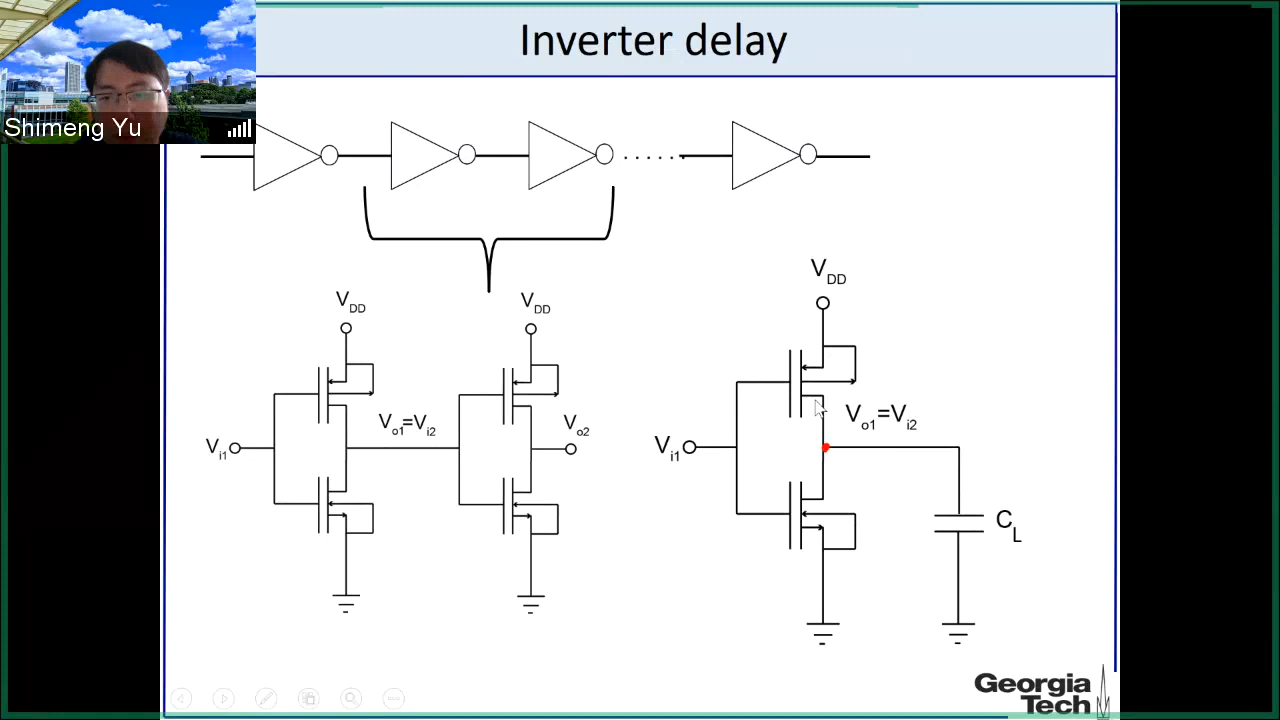 Inverter delay
Shimeng Yu
VDD
VDD
VDD
Vi1
Vo1=Vi2
Vo2
Vi1
Vo1=Vi2
CL
Georgia
Tech